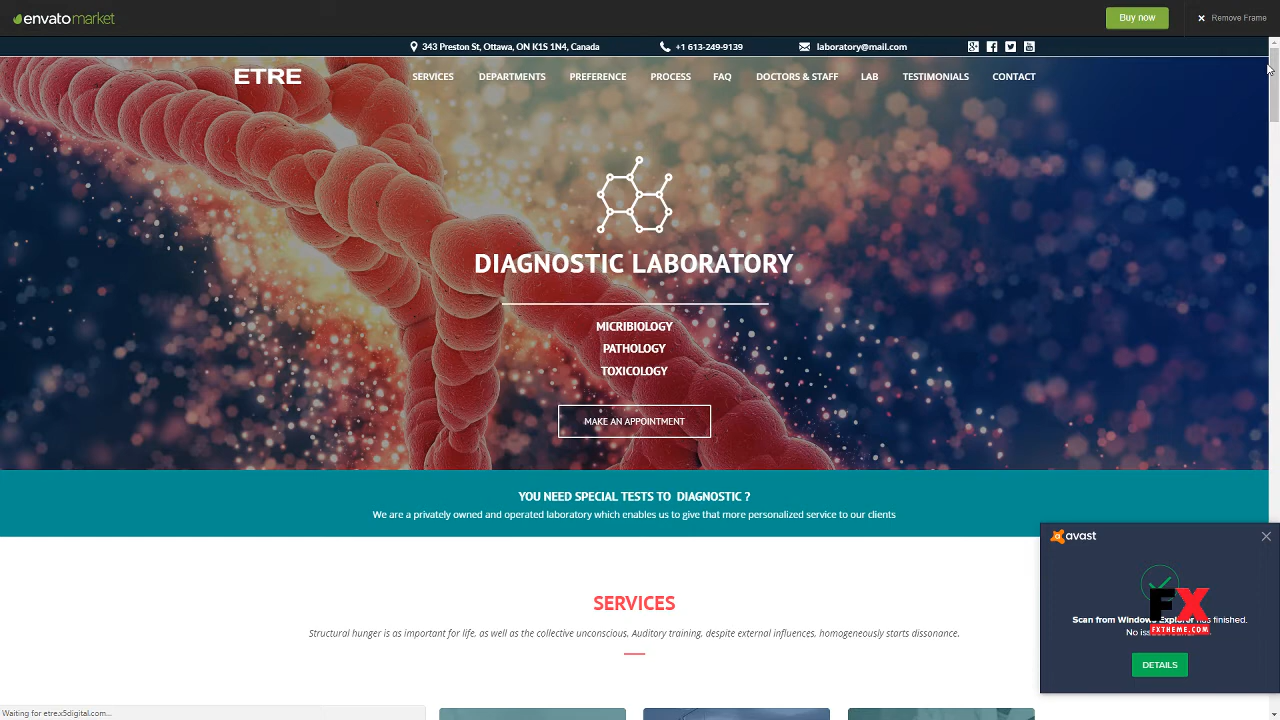 envatomarket
Buy now
Remove Frame
343 Preston St, Ottawa, ON K1S 1N4, Canada
+1 613-249-9139
laboratory@mail.com
ETRE
SERVICES
DEPARTMENTS
PREFERENCE
PROCESS
FAQ
DOCTORS & STAFF
LAB
TESTIMONIALS
CONTACT
DIAGNOSTIC LABORATORY
MICRIBIOLOGY
PATHOLOGY
TOXICOLOGY
MAKE AN APPOINTMENT
YOU NEED SPECIAL TESTS TO DIAGNOSTIC ?
We are a privately owned and operated laboratory which enables us to give that more personalized service to our clients
SERVICES
Structural hunger is as important for life, as well as the collective unconscious. Auditory training, despite external influences, homogeneously starts dissonance.
avast
FX
FXTHEME.COM
Scan from Windows Explorer has finished.
No
DETAILS
Waiting for etre.x5digital.com...